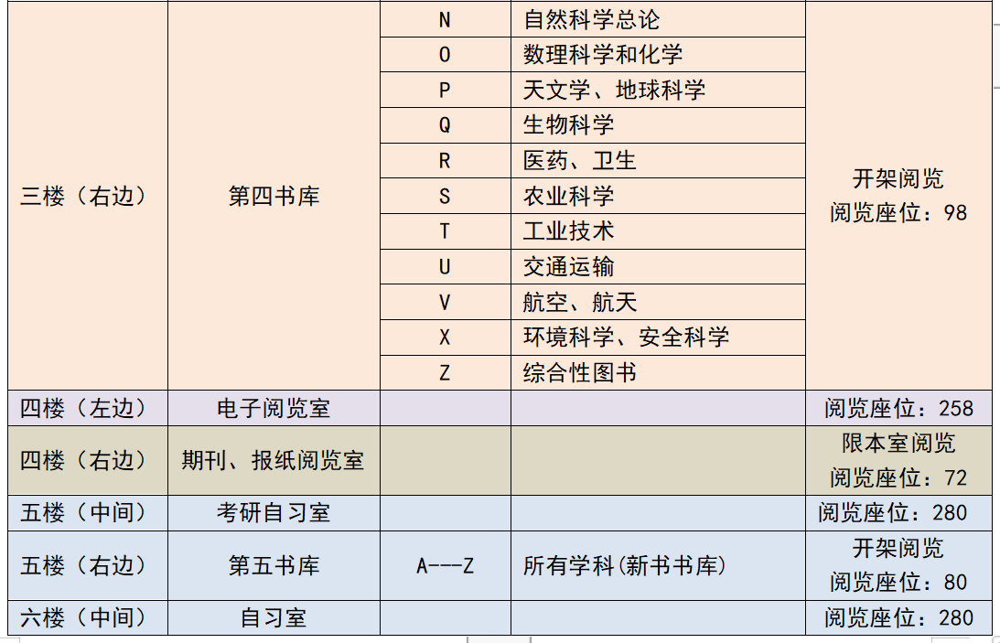 N 自然科学总论
O 数理科学和化学
P 天文学、地球科学
Q 生物科学
R 医药、卫生
三楼（右边） 第四书库 S 农业科学 开架阅览
阅览座位：98
T 工业技术
U 交通运输
V 航空、航天
X 环境科学、安全科学
Z 综合性图书
四楼（左边） 电子阅览室 阅览座位：258
四楼（右边） 期刊、报纸阅览室 限本室阅览
阅览座位：72
五楼（中间） 考研自习室 阅览座位：280
五楼（右边） 第五书库 A---Z 所有学科(新书书库) 开架阅览
阅览座位：80
六楼（中间） 自习室 阅览座位：280